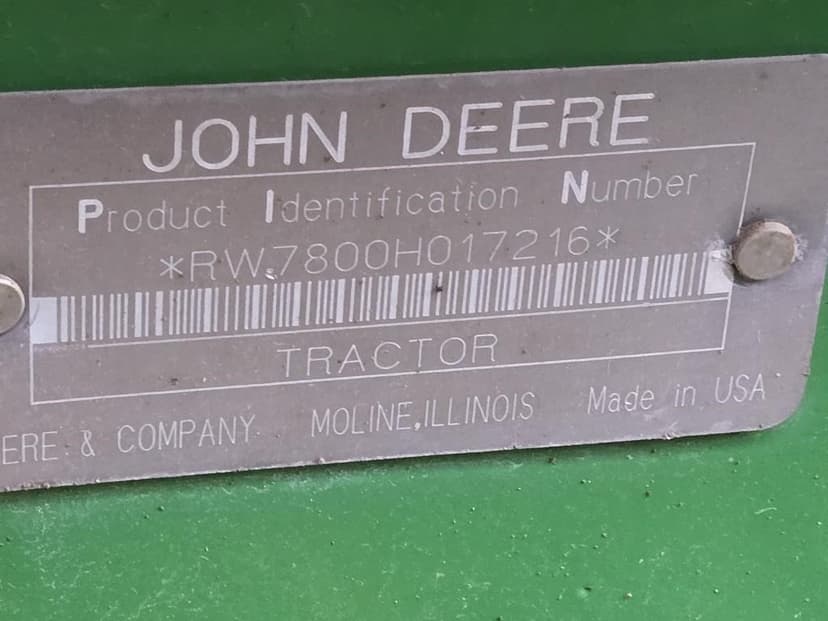 JOHN DEERE
Product Identification Number
*RW7800H017216*
TRACTOR
ERE & COMPANY MOLINE, ILLINOIS Made in USA